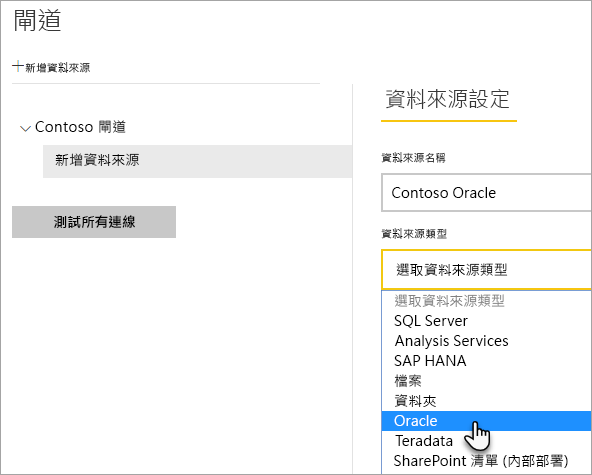 閘道
新增資料來源
Contoso 閘道
新增資料來源
測試所有連線
資料來源設定
資料來源名稱
Contoso Oracle
資料來源類型
選取資料來源類型
選取資料來源類型
SQL Server
Analysis Services
SAP HANA
檔案
資料夾
Oracle
Teradata
SharePoint 清單 (內部部署)